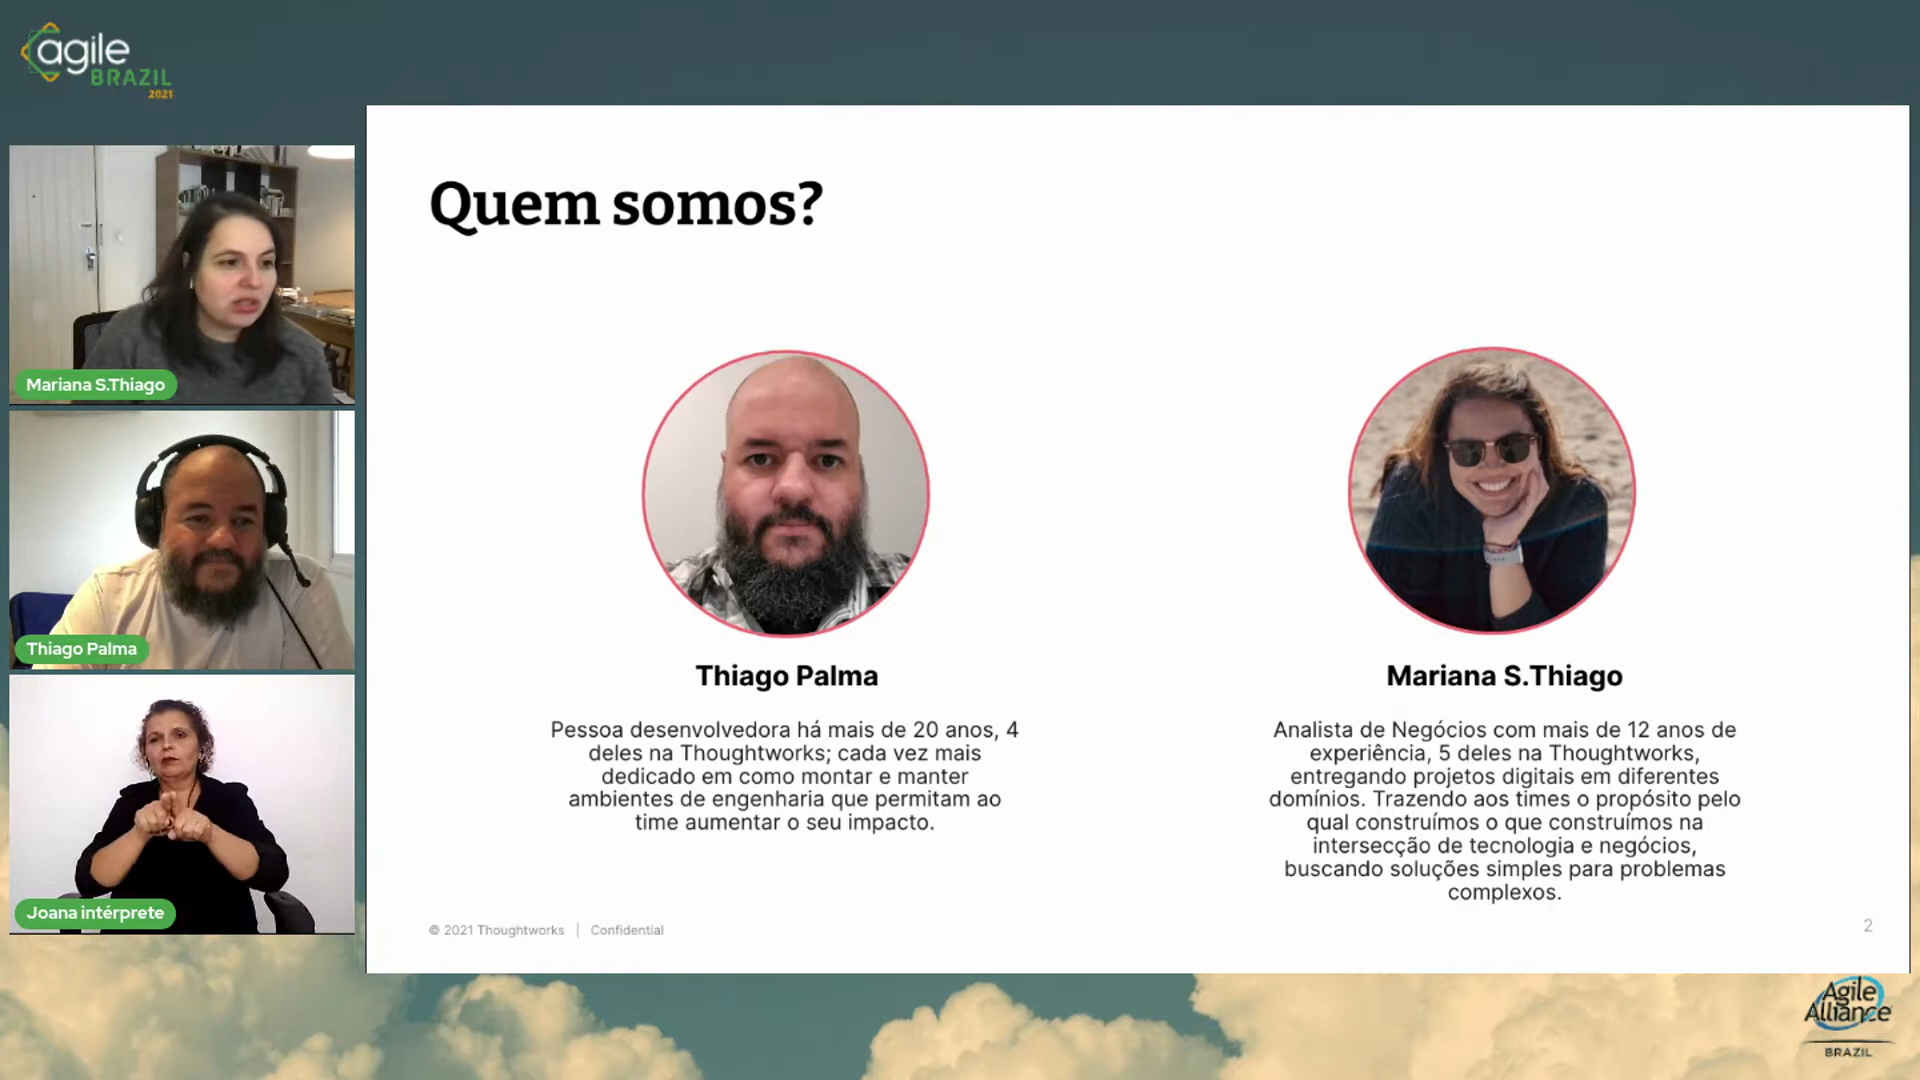 agile
BRAZIL
2021
Mariana S.Thiago
Thiago Palma
Joana intérprete
Quem somos?
Thiago Palma
Pessoa desenvolvedora há mais de 20 anos, 4
deles na Thoughtworks; cada vez mais
dedicado em como montar e manter
ambientes de engenharia que permitam ao
time aumentar o seu impacto.
Mariana S.Thiago
Analista de Negócios com mais de 12 anos de
experiência, 5 deles na Thoughtworks,
entregando projetos digitais em diferentes
domínios. Trazendo aos times o propósito pelo
qual construímos o que construímos na
intersecção de tecnologia e negócios,
buscando soluções simples para problemas
complexos.
© 2021 Thoughtworks | Confidential
2
Agile
Alliance
BRAZIL